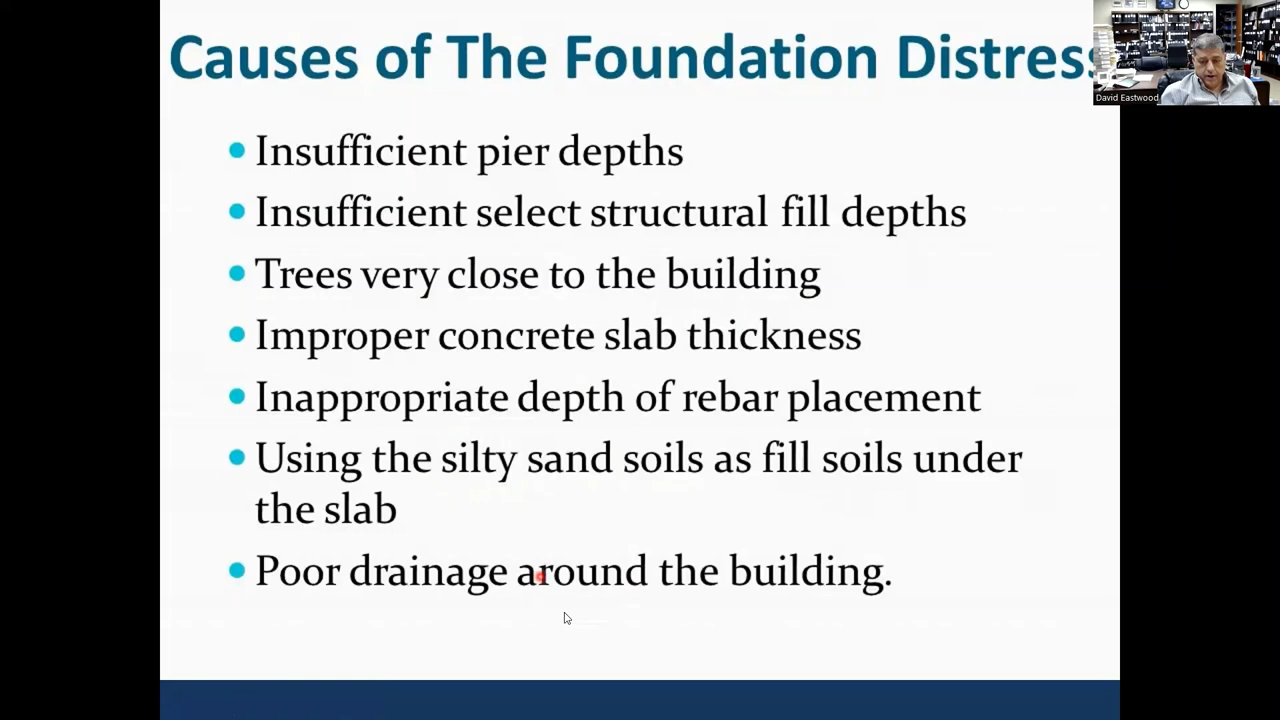 Causes of The Foundation Distress
David Eastwood
• Insufficient pier depths
• Insufficient select structural fill depths
• Trees very close to the building
• Improper concrete slab thickness
• Inappropriate depth of rebar placement
• Using the silty sand soils as fill soils under
the slab
• Poor drainage around the building.